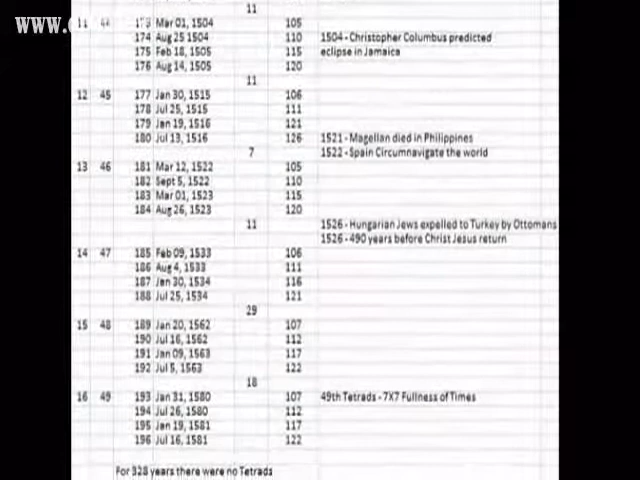 11
11 44 173 Mar 01, 1504 105
174 Aug 25 1504 110 1504 - Christopher Columbus predicted
175 Feb 18, 1505 115 eclipse in Jamaica
176 Aug 14, 1505 120
11
12 45 177 Jan 30, 1515 106
178 Jul 25, 1515 111
179 Jan 19, 1516 121
180 Jul 13, 1516 126 1521 - Magellan died in Philippines
7 1522 - Spain Circumnavigate the world
13 46 181 Mar 12, 1522 105
182 Sept 5, 1522 110
183 Mar 01, 1523 115
184 Aug 26, 1523 120
11 1526 - Hungarian Jews expelled to Turkey by Ottomans
1526 - 490 years before Christ Jesus return
14 47 185 Feb 09, 1533 106
186 Aug 4, 1533 111
187 Jan 30, 1534 116
188 Jul 25, 1534 121
29
15 48 189 Jan 20, 1562 107
190 Jul 16, 1562 112
191 Jan 09, 1563 117
192 Jul 5, 1563 122
18
16 49 193 Jan 31, 1580 107 49th Tetrads - 7X7 Fullness of Times
194 Jul 26, 1580 112
195 Jan 19, 1581 117
196 Jul 16, 1581 122
For 328 years there were no Tetrads